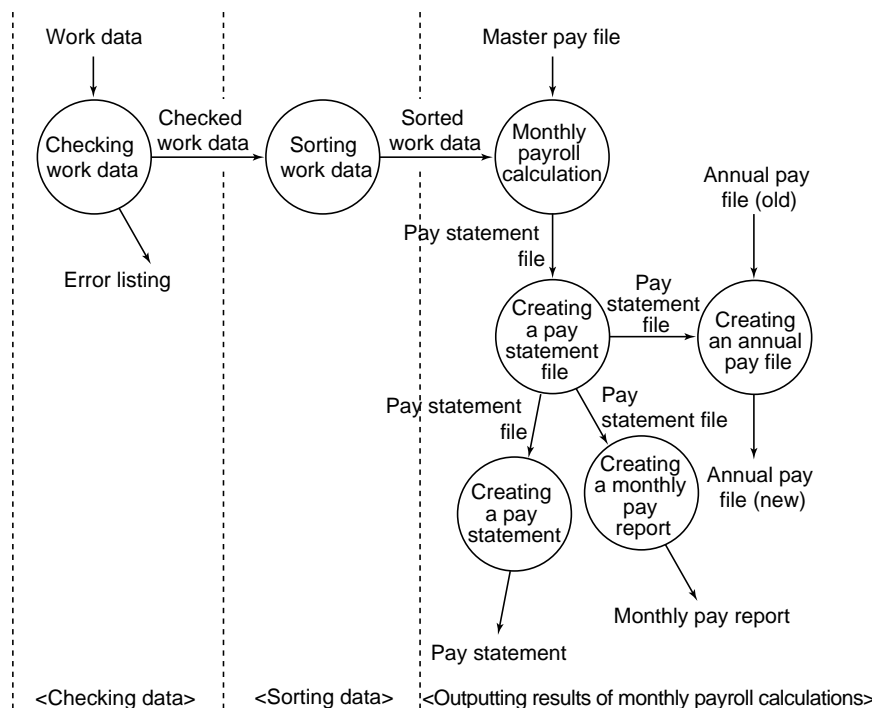 Work data
Master pay file
Checking
work data
Checked
work data
Sorting
work data
Sorted
work data
Monthly
payroll
calculation
Annual pay
file (old)
Pay statement
file
Error listing
Creating
a pay
statement
file
Pay
statement
file
Creating
an annual
pay file
Pay statement
file
Pay
statement file
Creating
a pay
statement
Creating
a monthly
pay
report
Annual pay
file (new)
Monthly pay report
Pay statement
<Checking data>
<Sorting data>
<Outputting results of monthly payroll calculations>